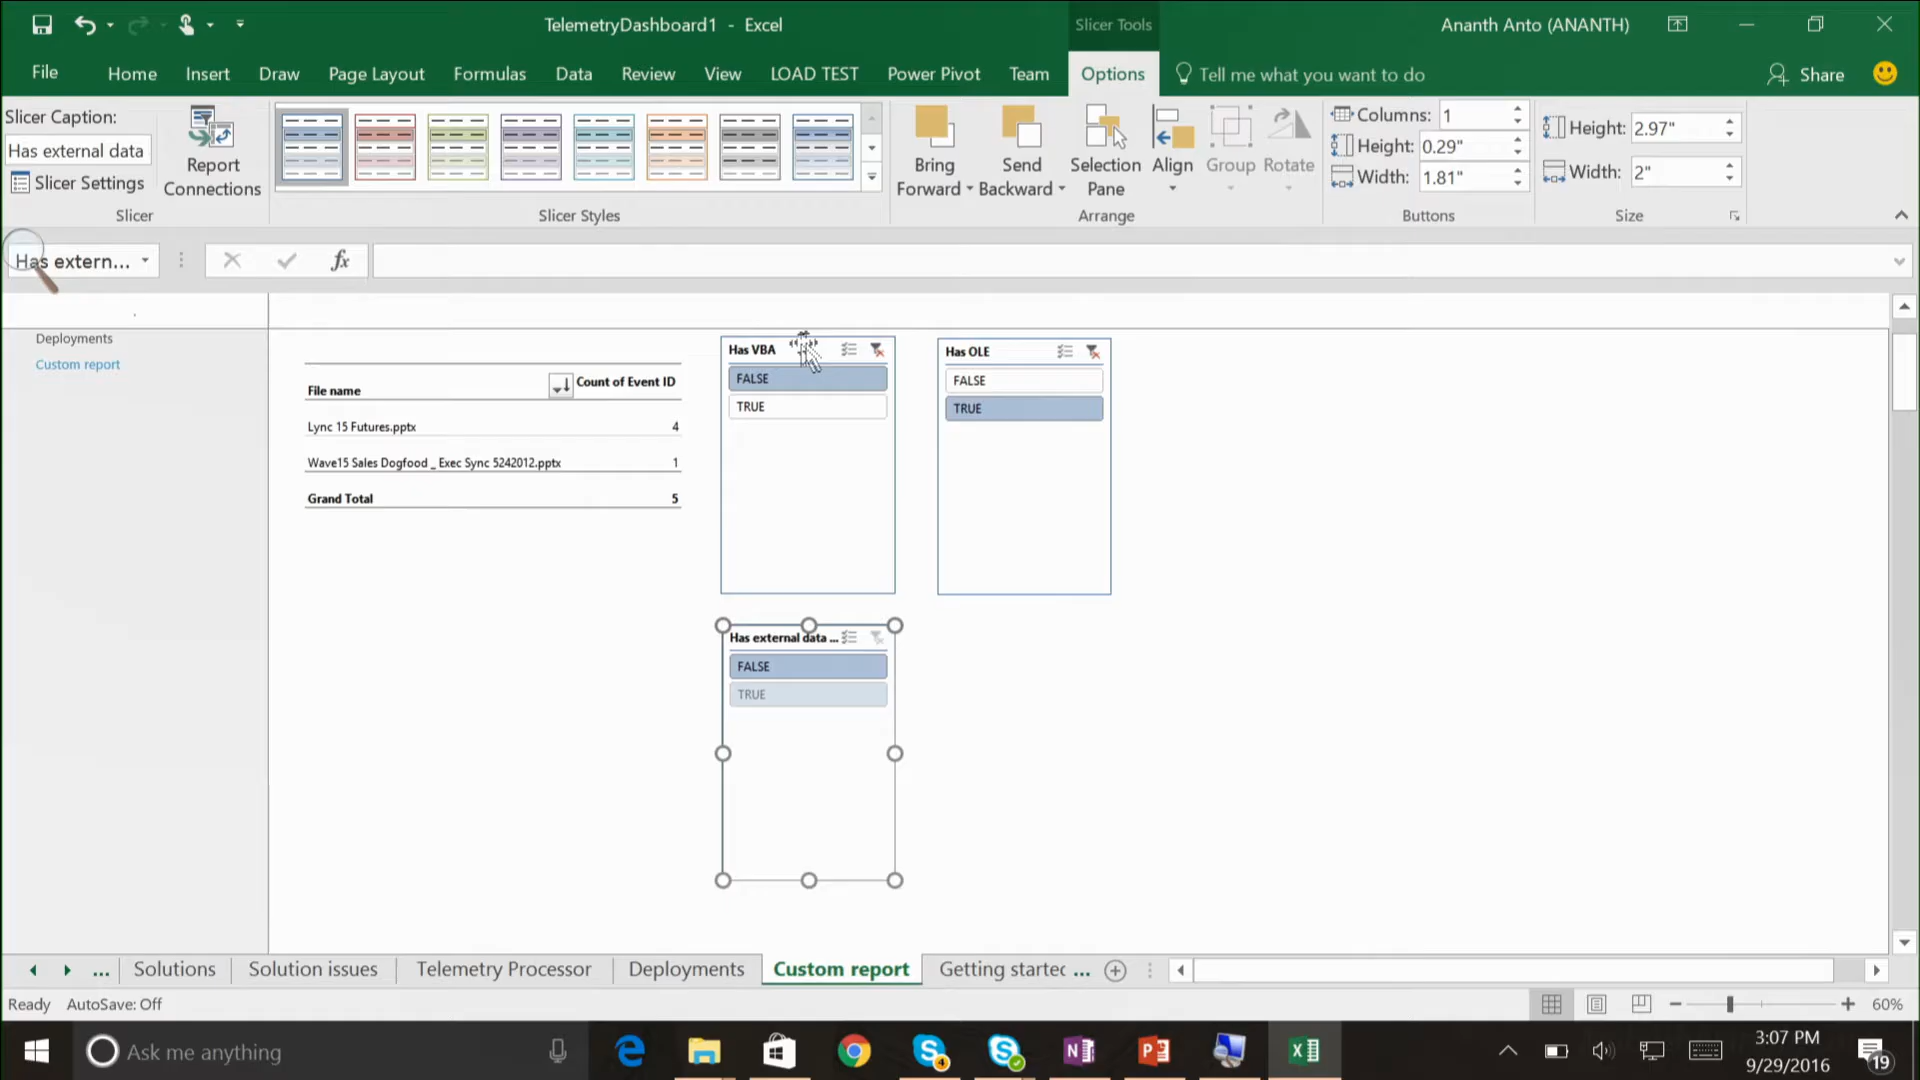 TelemetryDashboard1 - Excel
Slicer Tools
Ananth Anto (ANANTH)
File
Home
Insert
Draw
Page Layout
Formulas
Data
Review
View
LOAD TEST
Power Pivot
Team
Options
Tell me what you want to do
Share
Slicer Caption:
Has external data
Slicer Settings
Slicer
Report
Connections
Slicer Styles
Bring
Forward
Send
Backward
Selection
Pane
Align
Group
Rotate
Arrange
Columns: 1
Height: 0.29"
Width: 1.81"
Buttons
Height: 2.97"
Width: 2"
Size
Has extern...
fx
Deployments
Custom report
File name
Count of Event ID
Lync 15 Futures.pptx 4
Wave15 Sales Dogfood _ Exec Sync 5242012.pptx 1
Grand Total 5
Has VBA
FALSE
TRUE
Has OLE
FALSE
TRUE
Has external data ...
FALSE
TRUE
...
Solutions
Solution issues
Telemetry Processor
Deployments
Custom report
Getting startec ...
Ready
AutoSave: Off
60%
Ask me anything
4
3:07 PM
9/29/2016
19